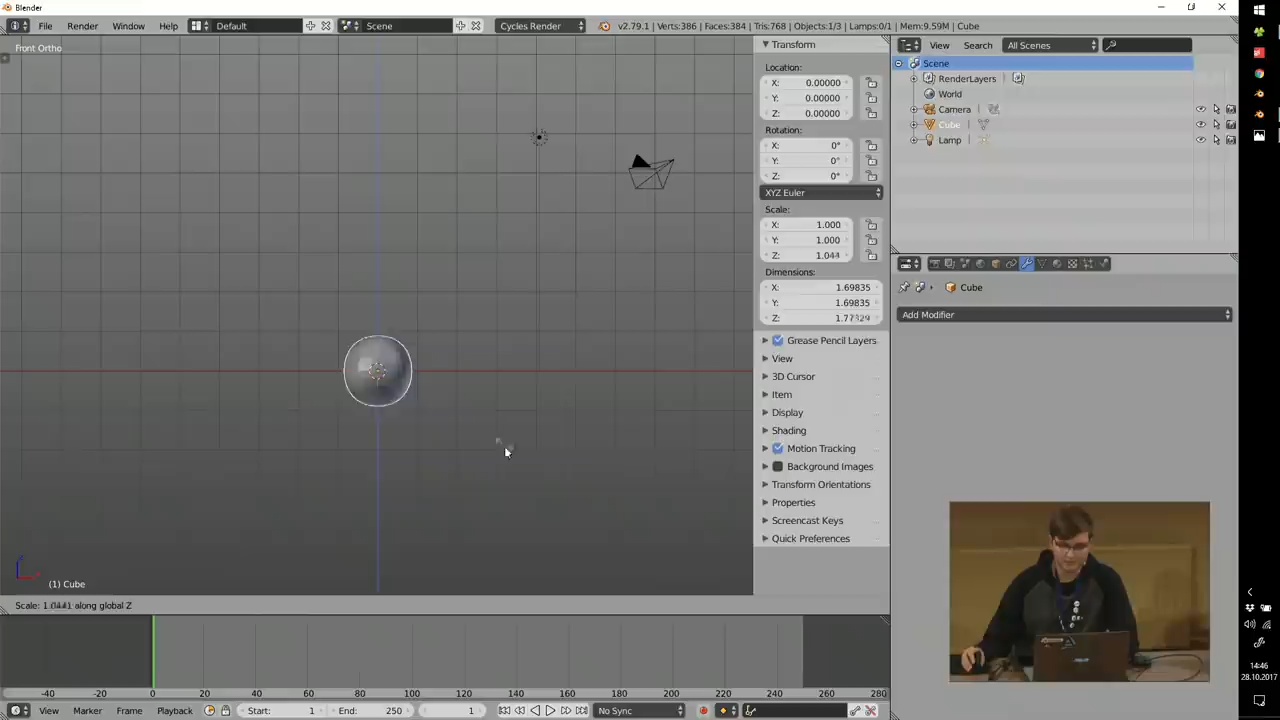 Blender
File Render Window Help Default Scene Cycles Render v2.79.1 | Verts:386 | Faces:384 | Tris:768 | Objects:1/3 | Lamps:0/1 | Mem:9.59M | Cube
Front Ortho
(1) Cube
Scale: along global Z
Transform
Location:
X: 0.00000
Y: 0.00000
Z: 0.00000
Rotation:
X: 0°
Y: 0°
Z: 0°
XYZ Euler
Scale:
X: 1.000
Y: 1.000
Z: 1.044
Dimensions:
X: 1.69835
Y: 1.69835
Z: 1.77329
Grease Pencil Layers
View
3D Cursor
Item
Display
Shading
Motion Tracking
Background Images
Transform Orientations
Properties
Screencast Keys
Quick Preferences
View Search All Scenes
Scene
RenderLayers
World
Camera
Cube
Lamp
Cube
Add Modifier
-40 -20 0 20 40 60 80 100 120 140 160 180 200 220 240 260 280
View Marker Frame Playback Start: 1 End: 250 1 No Sync
14:46
28.10.2017